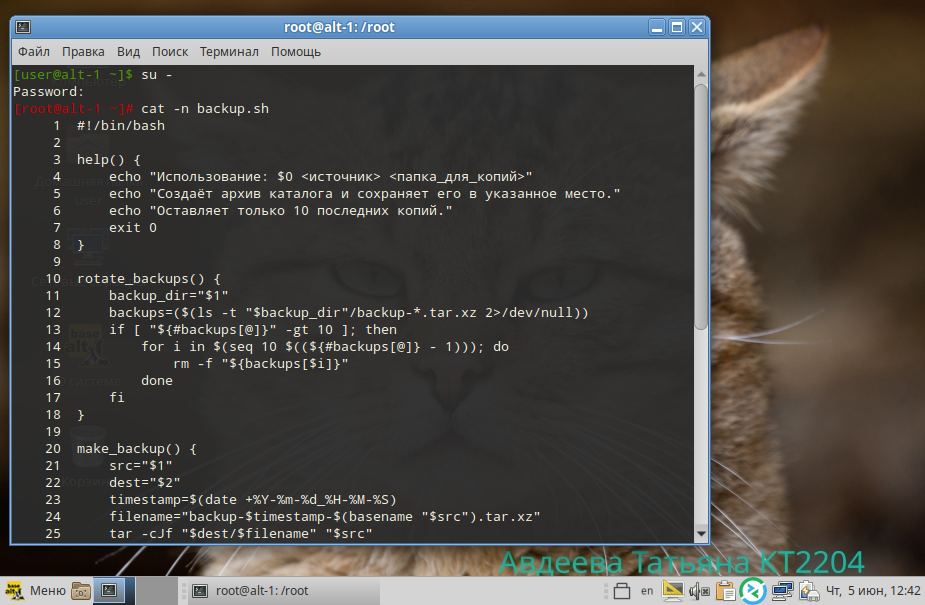 root@alt-1: /root
Файл Правка Вид Поиск Терминал Помощь
[user@alt-1 ~]$ su -
Password:
[root@alt-1 ~]# cat -n backup.sh
     1  #!/bin/bash
     2
     3  help() {
     4      echo "Использование: $0 <источник> <папка_для_копий>"
     5      echo "Создаёт архив каталога и сохраняет его в указанное место."
     6      echo "Оставляет только 10 последних копий."
     7      exit 0
     8  }
     9
    10  rotate_backups() {
    11      backup_dir="$1"
    12      backups=($(ls -t "$backup_dir"/backup-*.tar.xz 2>/dev/null))
    13      if [ "${#backups[@]}" -gt 10 ]; then
    14          for i in $(seq 10 $((${#backups[@]} - 1))); do
    15              rm -f "${backups[$i]}"
    16          done
    17      fi
    18  }
    19
    20  make_backup() {
    21      src="$1"
    22      dest="$2"
    23      timestamp=$(date +%Y-%m-%d_%H-%M-%S)
    24      filename="backup-$timestamp-$(basename "$src").tar.xz"
    25      tar -cJf "$dest/$filename" "$src"
Авдеева Татьяна КТ2204
Меню root@alt-1: /root en Чт, 5 июн, 12:42